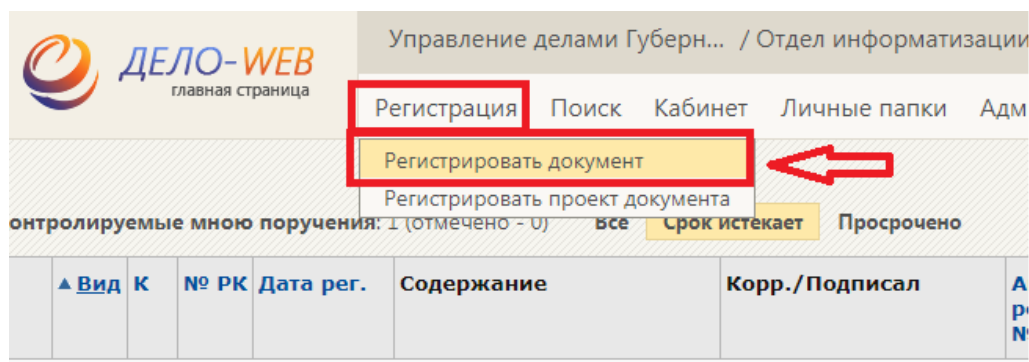 Управление делами Губерн... / Отдел информатизации
ДЕЛО-WEB
главная страница
Регистрация Поиск Кабинет Личные папки Адм
Регистрировать документ
Регистрировать проект документа
онтролируемые мною поручения: 1 (отмечено - 0) Все Срок истекает Просрочено
▲Вид К № РК Дата рег. Содержание Корр./Подписал